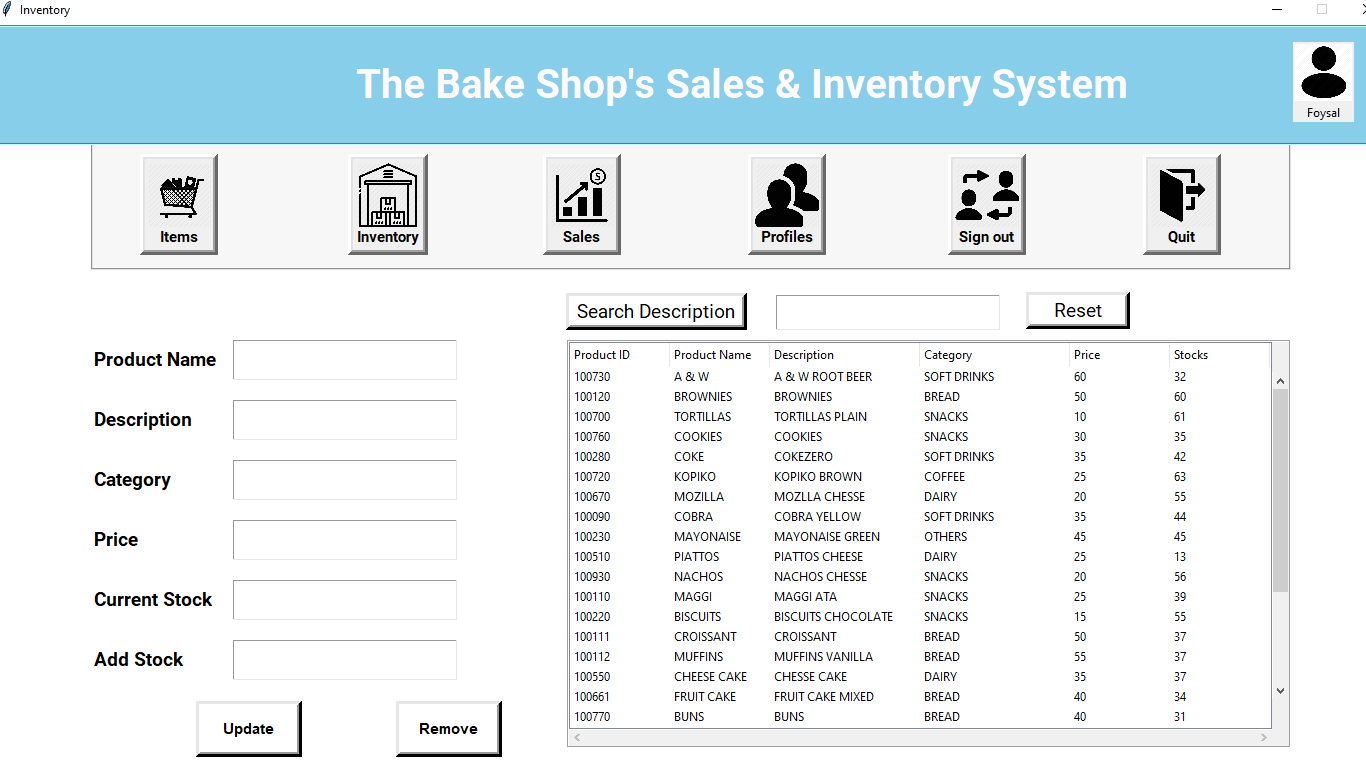 Inventory
The Bake Shop's Sales & Inventory System
Foysal
Items Inventory Sales Profiles Sign out Quit
Search Description Reset
Product Name
Description
Category
Price
Current Stock
Add Stock
Update Remove
Product ID Product Name Description Category Price Stocks
100730 A & W A & W ROOT BEER SOFT DRINKS 60 32
100120 BROWNIES BROWNIES BREAD 50 60
100700 TORTILLAS TORTILLAS PLAIN SNACKS 10 61
100760 COOKIES COOKIES SNACKS 30 35
100280 COKE COKEZERO SOFT DRINKS 35 42
100720 KOPIKO KOPIKO BROWN COFFEE 25 63
100670 MOZILLA MOZLLA CHESSE DAIRY 20 55
100090 COBRA COBRA YELLOW SOFT DRINKS 35 44
100230 MAYONAISE MAYONAISE GREEN OTHERS 45 45
100510 PIATTOS PIATTOS CHEESE DAIRY 25 13
100930 NACHOS NACHOS CHESSE SNACKS 20 56
100110 MAGGI MAGGI ATA SNACKS 25 39
100220 BISCUITS BISCUITS CHOCOLATE SNACKS 15 55
100111 CROISSANT CROISSANT BREAD 50 37
100112 MUFFINS MUFFINS VANILLA BREAD 55 37
100550 CHEESE CAKE CHESSE CAKE DAIRY 35 37
100661 FRUIT CAKE FRUIT CAKE MIXED BREAD 40 34
100770 BUNS BUNS BREAD 40 31